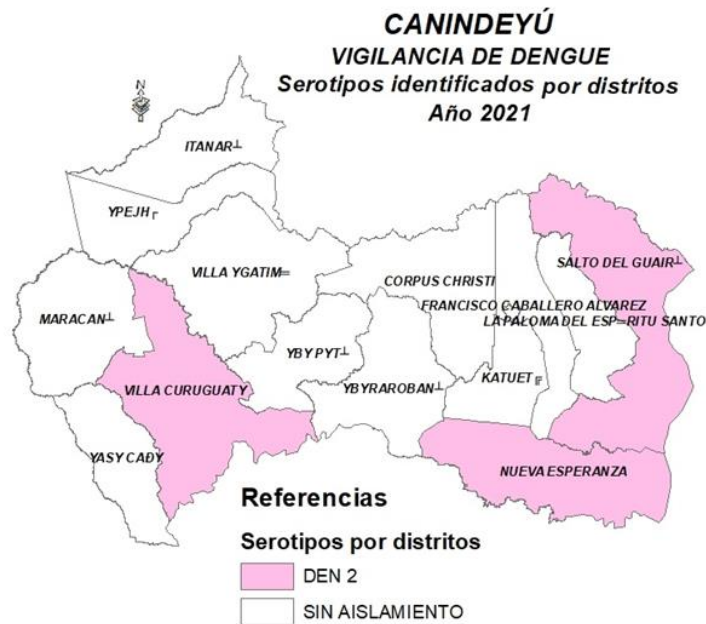 CANINDEYÚ
VIGILANCIA DE DENGUE
Serotipos identificados por distritos
Año 2021
N
ITANAR┴
YPEJH┌
VILLA YGATIM═
SALTO DEL GUAIR┴
CORPUS CHRISTI
FRANCISCO CABALLERO ALVAREZ
MARACAN┴
LA PALOMA DEL ESP═RITU SANTO
YBY PYT┴
VILLA CURUGUATY
YBYRAROBAN┴
KATUET╔
YASY CAÐY
NUEVA ESPERANZA
Referencias
Serotipos por distritos
DEN 2
SIN AISLAMIENTO